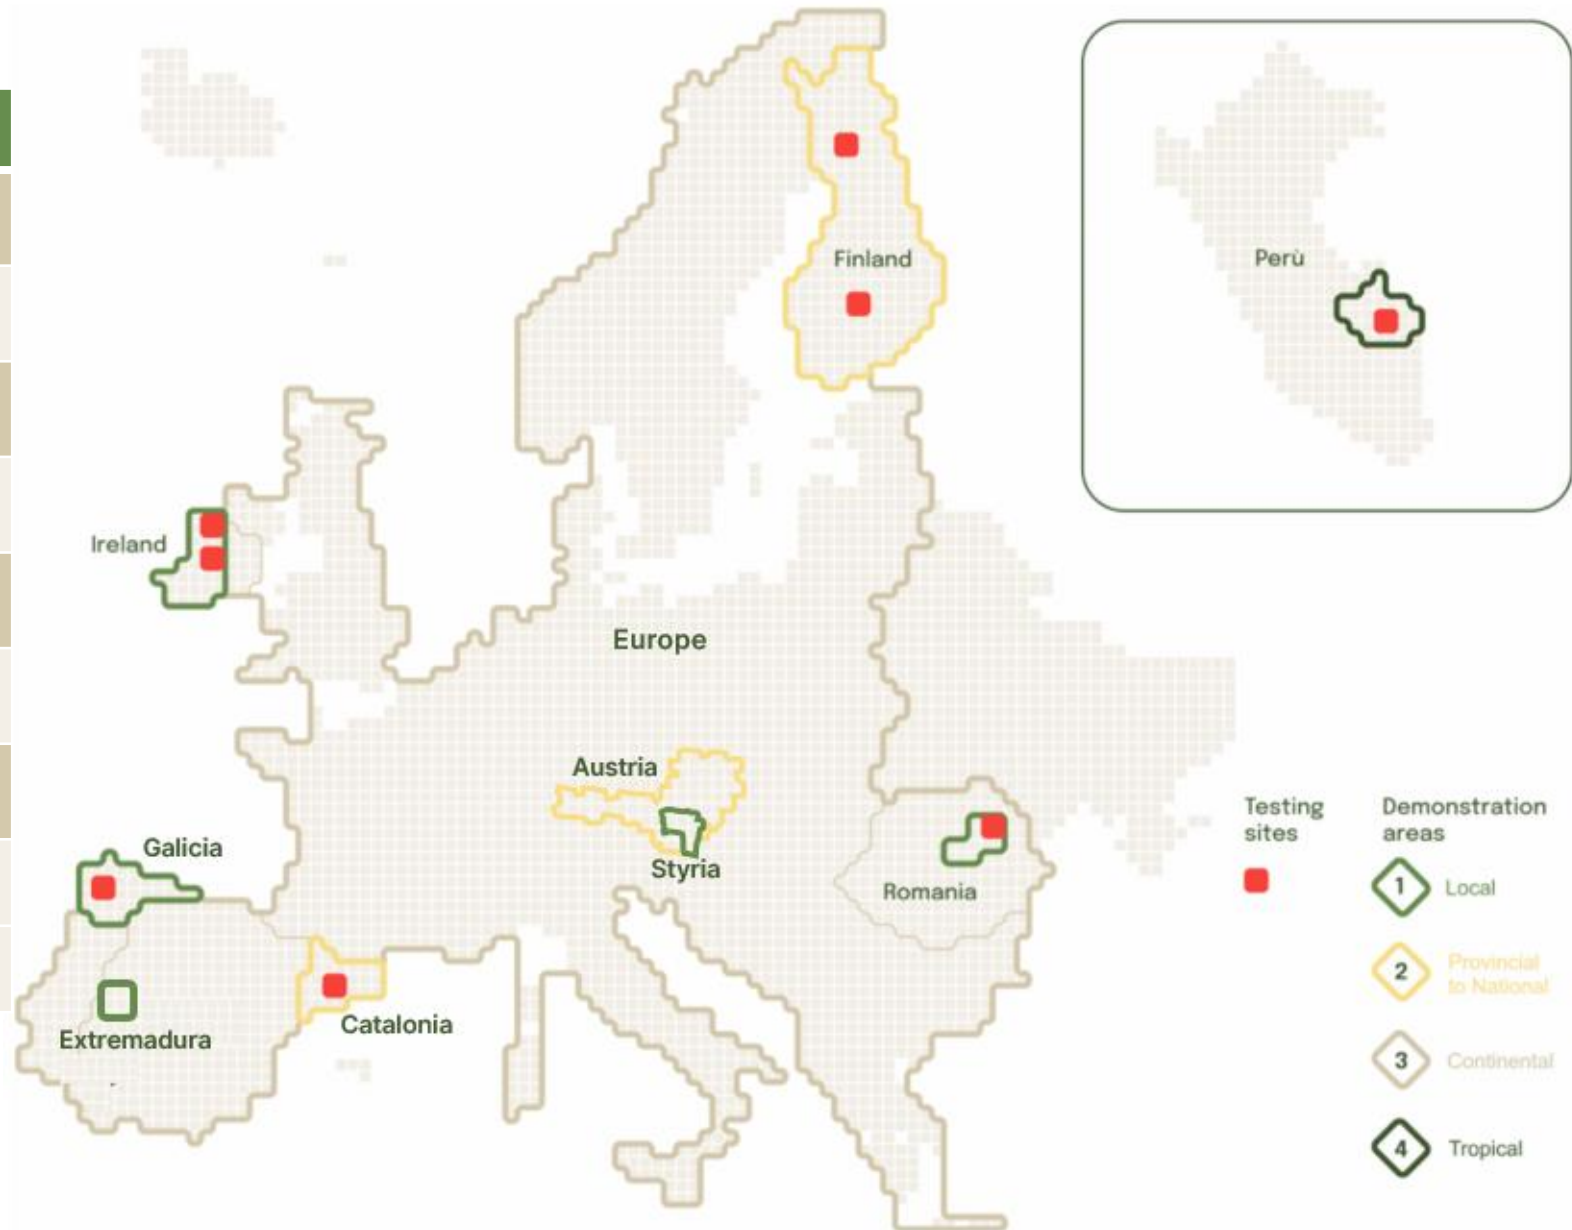 Finland
Perù
Ireland
Europe
Austria
Galicia
Styria
Romania
Extremadura
Catalonia
Testing
sites
Demonstration
areas
1 Local
2 Provincial
to National
3 Continental
4 Tropical